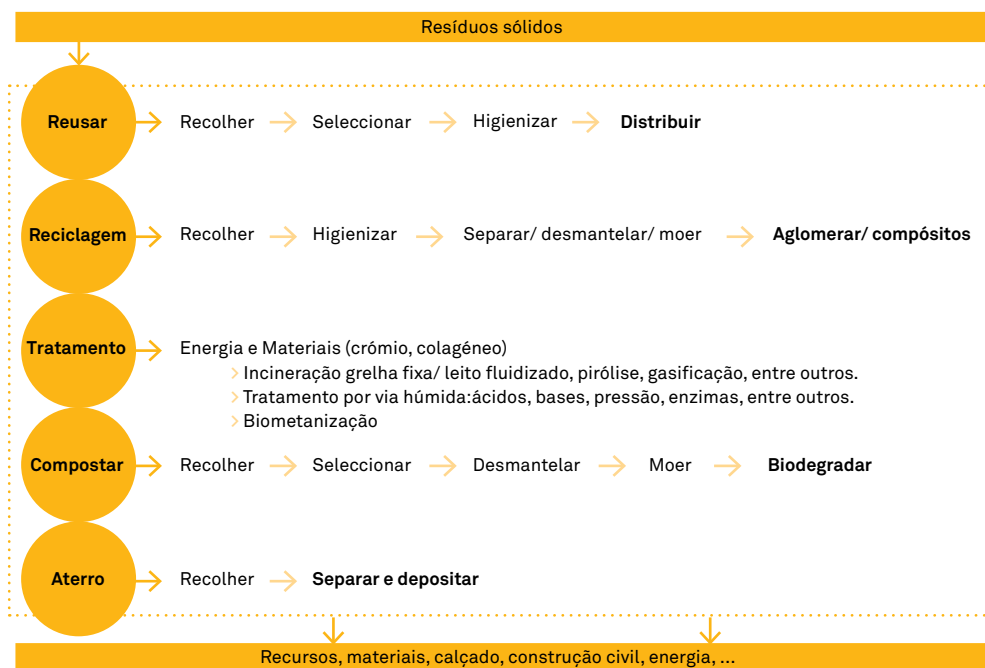 Resíduos sólidos
Reusar Recolher Seleccionar Higienizar Distribuir
Reciclagem Recolher Higienizar Separar/ desmantelar/ moer Aglomerar/ compósitos
Tratamento Energia e Materiais (crómio, colagéneo)
Incineração grelha fixa/ leito fluidizado, pirólise, gasificação, entre outros.
Tratamento por via húmida:ácidos, bases, pressão, enzimas, entre outros.
Biometanização
Compostar Recolher Seleccionar Desmantelar Moer Biodegradar
Aterro Recolher Separar e depositar
Recursos, materiais, calçado, construção civil, energia, ...